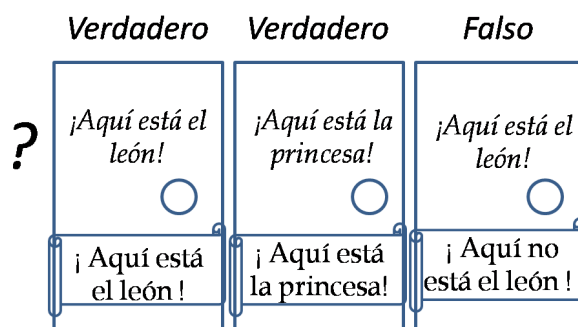 Verdadero Verdadero Falso
?
¡Aquí está el
león!
¡Aquí está la
princesa!
¡Aquí está el
león!
¡ Aquí está
el león !
¡ Aquí está
la princesa!
¡ Aquí no
está el león !